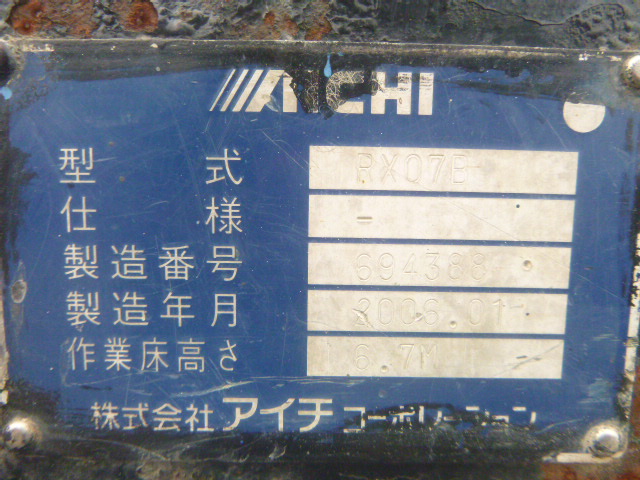 AICHI
型式 RX07B
仕様 -
製造番号 694388
製造年月 2006.01
作業床高さ 6.7M
株式会社アイチコーポレーション